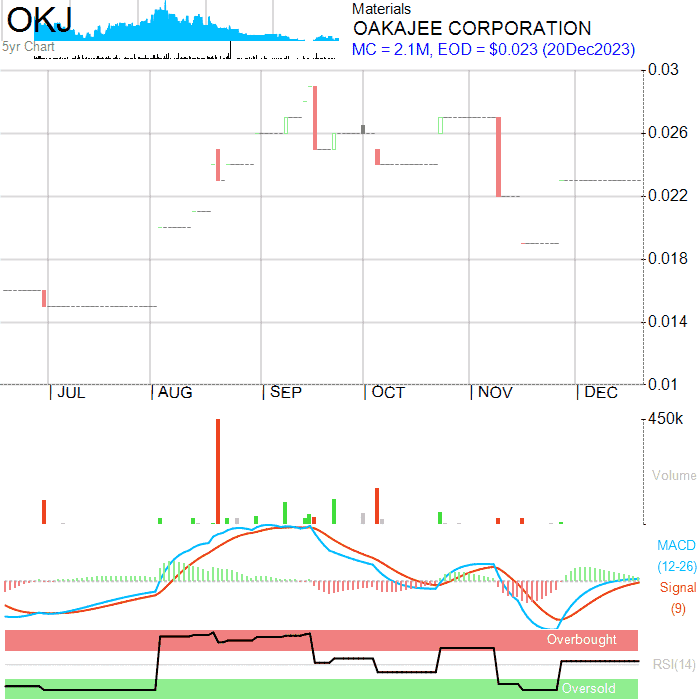 OKJ
5yr Chart
Materials
OAKAJEE CORPORATION
MC = 2.1M, EOD = $0.023 (20Dec2023)
0.03
0.026
0.022
0.018
0.014
0.01
JUL
AUG
SEP
OCT
NOV
DEC
450k
Volume
MACD
(12-26)
Signal
(9)
Overbought
RSI(14)
Oversold